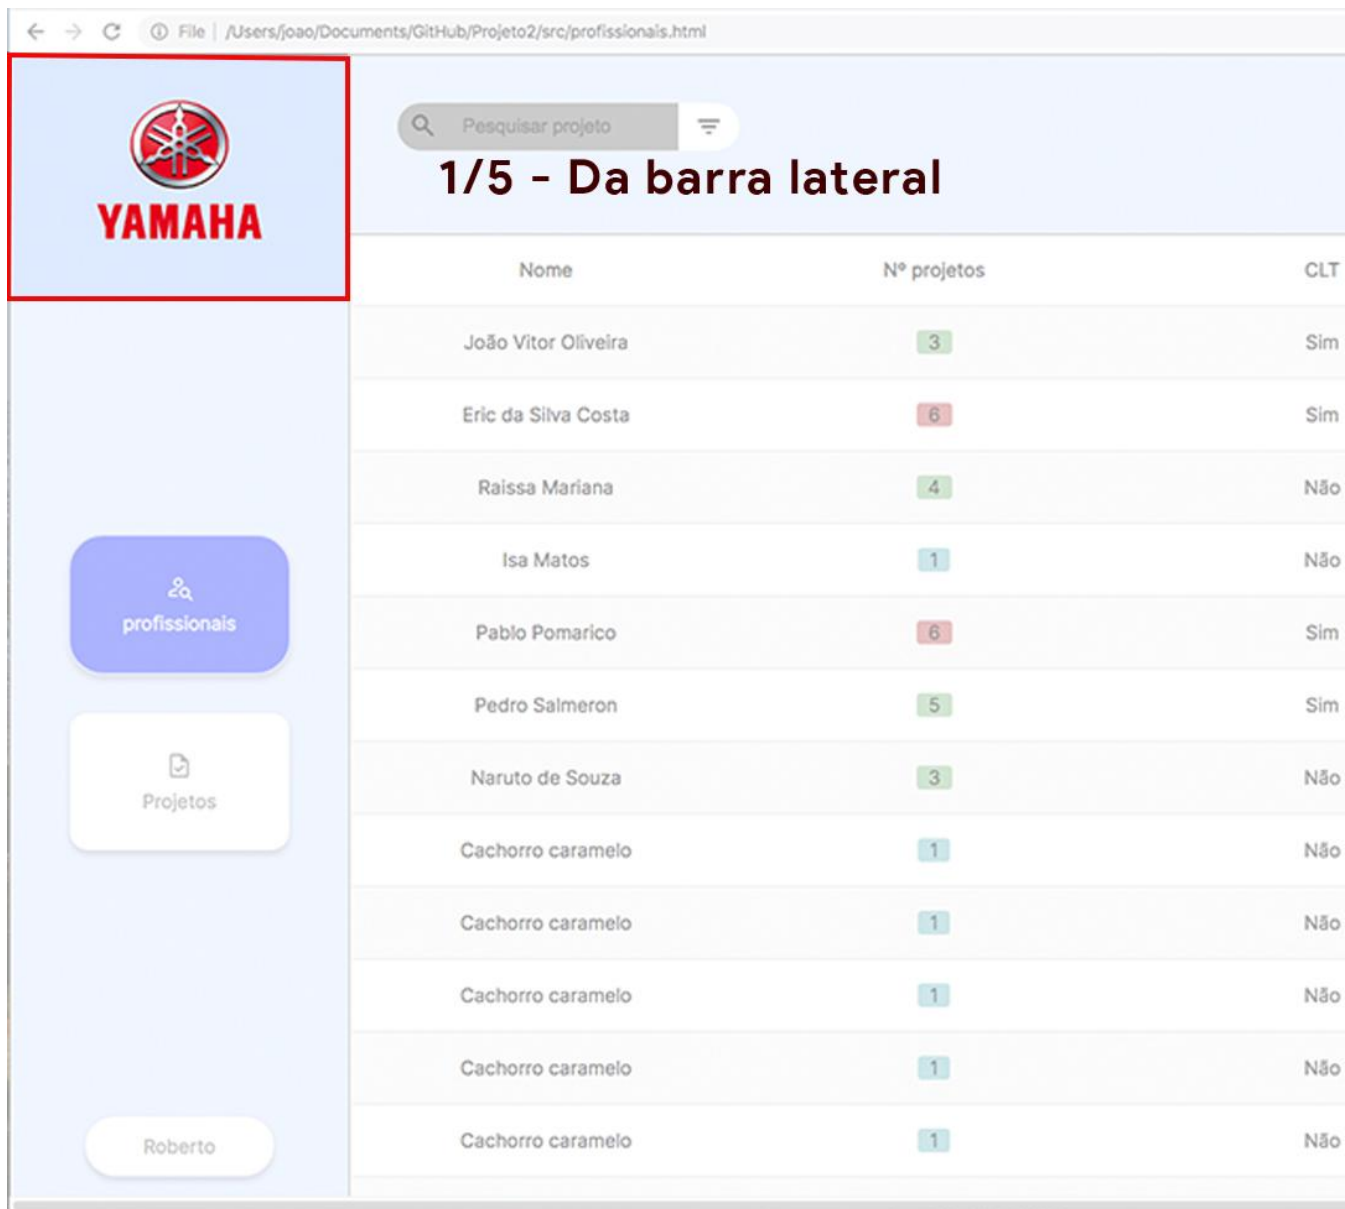 File /Users/joao/Documents/GitHub/Projeto2/src/profissionais.html
YAMAHA
Pesquisar projeto
1/5 - Da barra lateral
Nome Nº projetos CLT
João Vitor Oliveira 3 Sim
Eric da Silva Costa 6 Sim
Raissa Mariana 4 Não
Isa Matos 1 Não
Pablo Pomarico 6 Sim
Pedro Salmeron 5 Sim
Naruto de Souza 3 Não
Cachorro caramelo 1 Não
Cachorro caramelo 1 Não
Cachorro caramelo 1 Não
Cachorro caramelo 1 Não
Cachorro caramelo 1 Não
profissionais
Projetos
Roberto